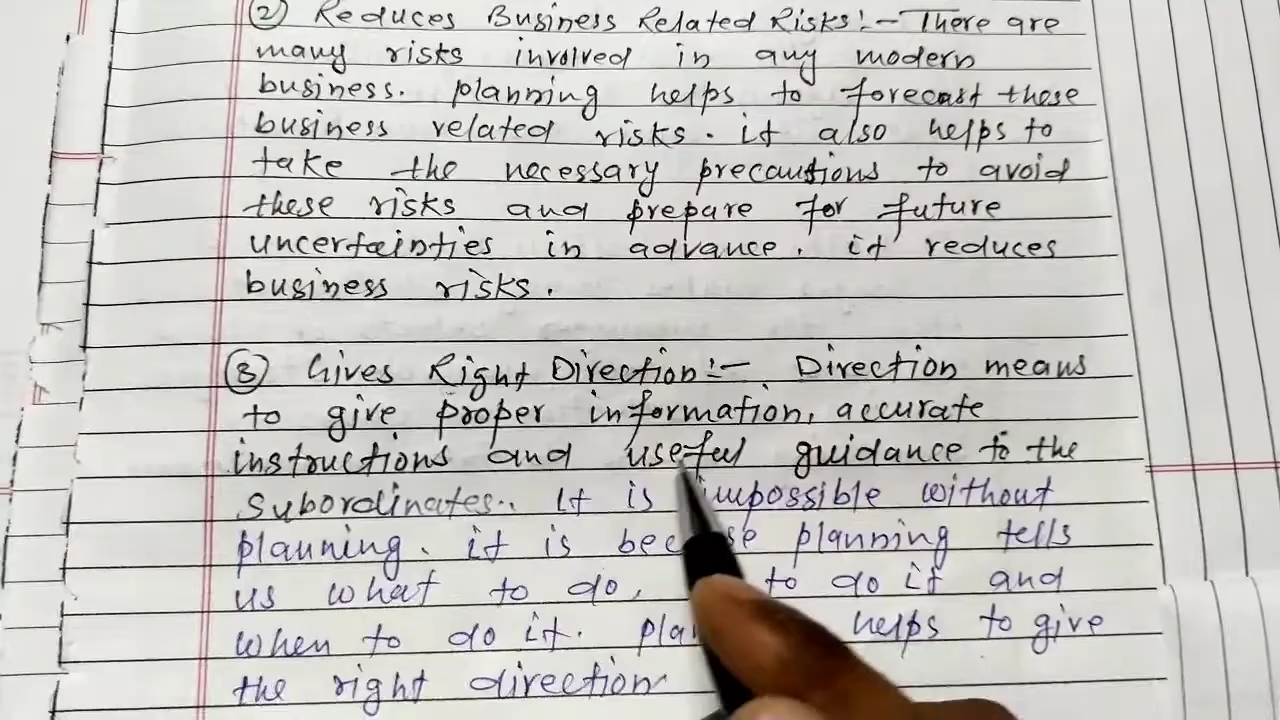 (2) Reduces Business Related Risks:- There are
many risks involved in any modern
business. planning helps to forecast these
business related risks. it also helps to
take the necessary precautions to avoid
these risks and prepare for future
uncertainties in advance. it reduces
business risks.
(3) Gives Right Direction:- Direction means
to give proper information, accurate
instructions and useful guidance to the
subordinates.. It is impossible without
planning. it is planning tells
us what to do, to do it and
when to do it. helps to give
the right direction